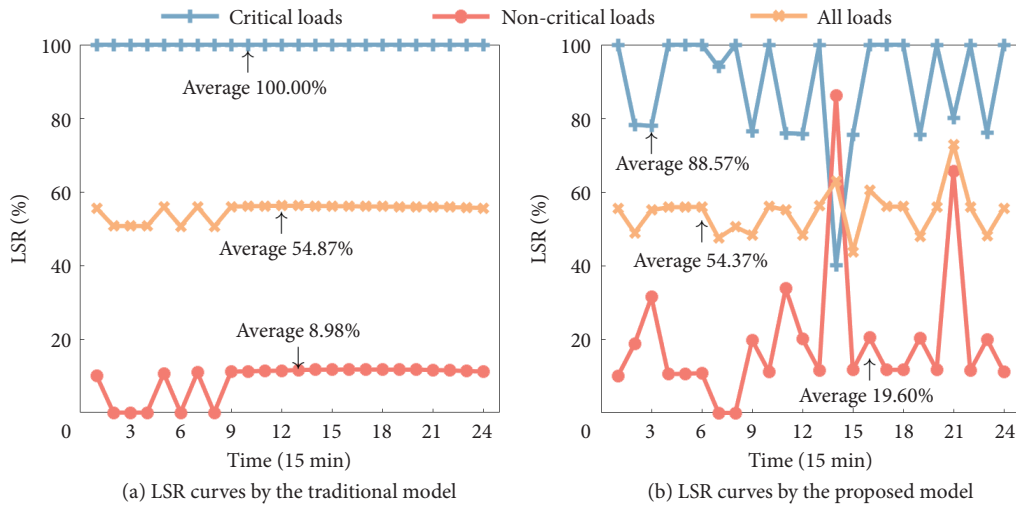 Critical loads Non-critical loads All loads
100
80
60
40
20
0
LSR (%)
Average 100.00%
Average 54.87%
Average 8.98%
3 6 9 12 15 18 21 24
Time (15 min)
(a) LSR curves by the traditional model
100
80
60
40
20
0
LSR (%)
Average 88.57%
Average 54.37%
Average 19.60%
3 6 9 12 15 18 21 24
Time (15 min)
(b) LSR curves by the proposed model